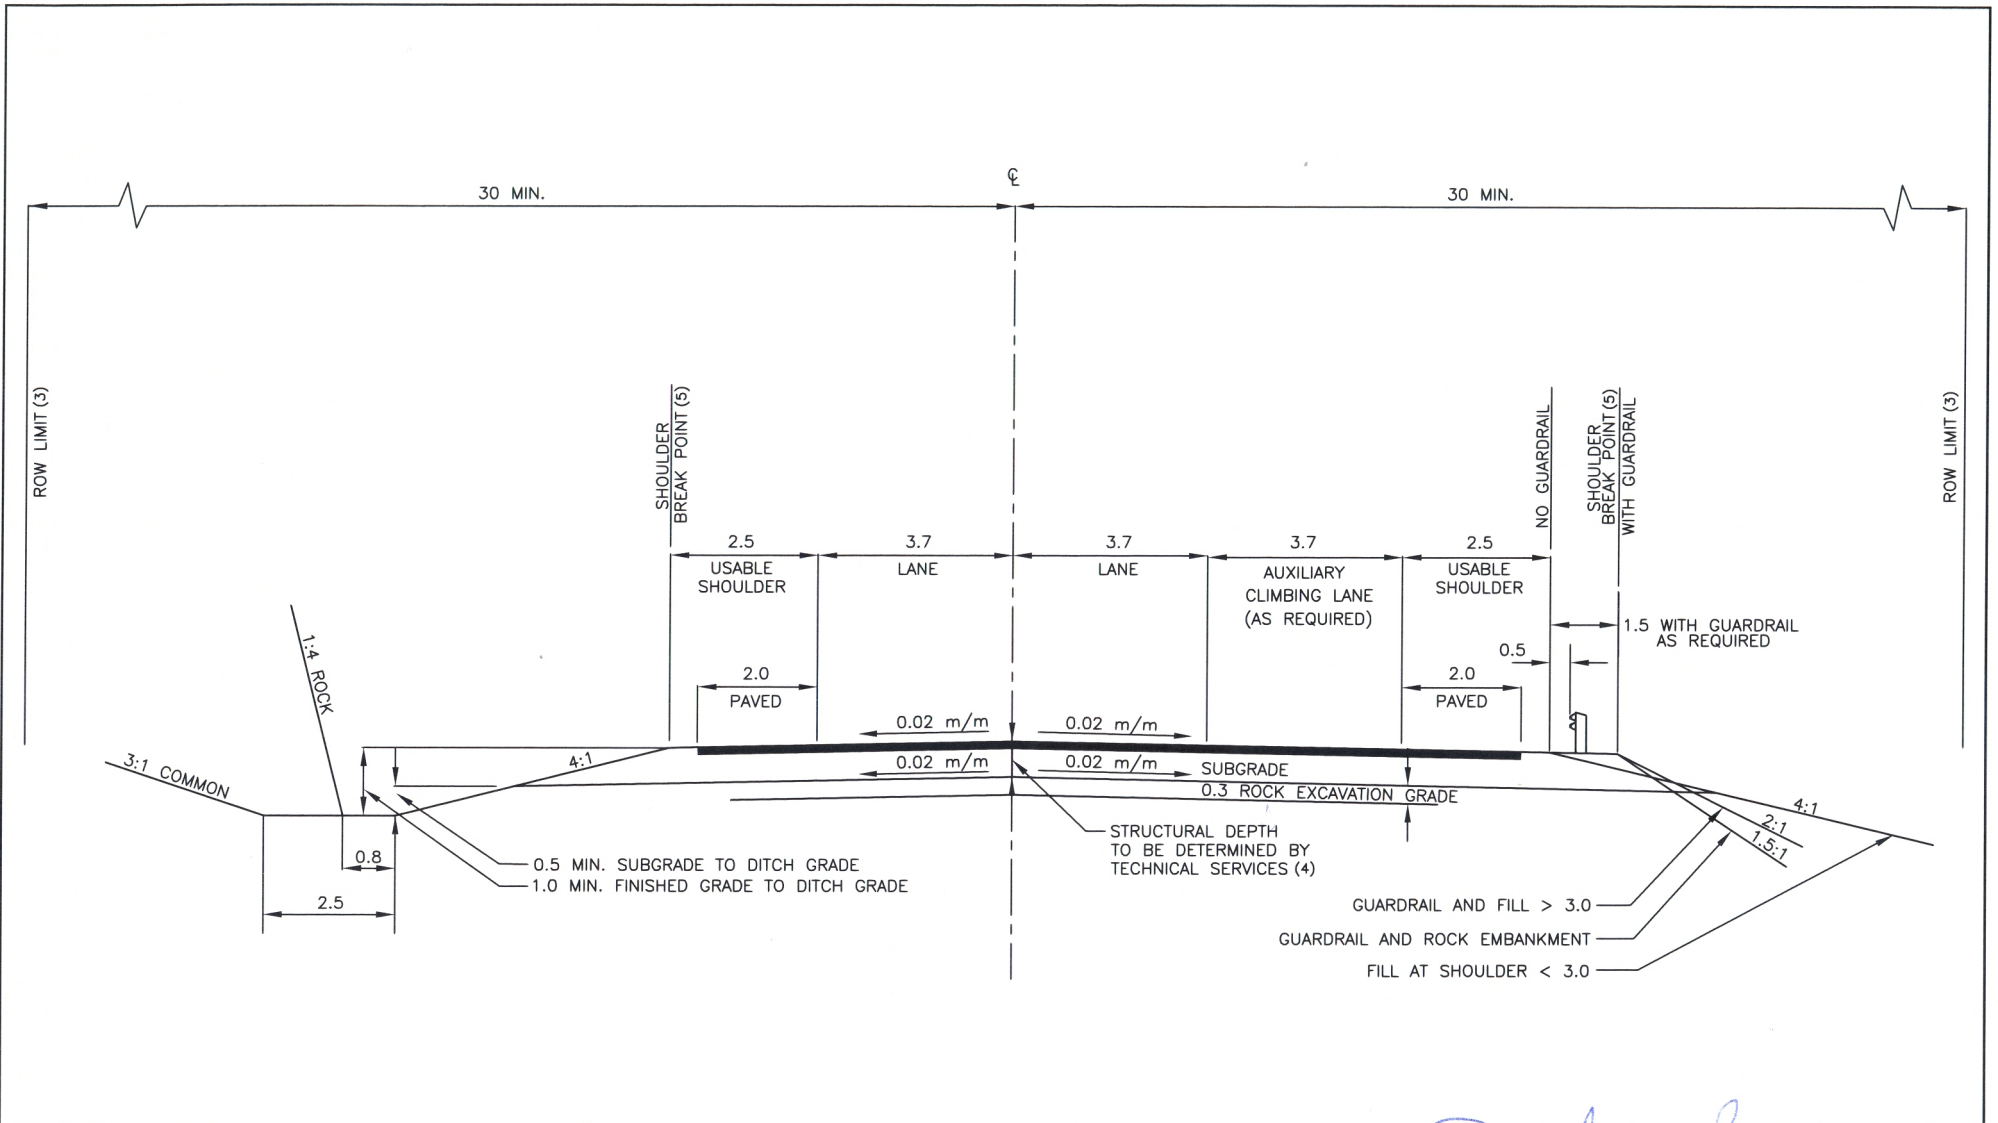 ℄
30 MIN.
30 MIN.
ROW LIMIT (3)
SHOULDER
BREAK POINT (5)
NO GUARDRAIL
SHOULDER
BREAK POINT (5)
WITH GUARDRAIL
ROW LIMIT (3)
2.5
USABLE
SHOULDER
3.7
LANE
3.7
LANE
3.7
AUXILIARY
CLIMBING LANE
(AS REQUIRED)
2.5
USABLE
SHOULDER
1.5 WITH GUARDRAIL
AS REQUIRED
0.5
1:4 ROCK
2.0
PAVED
2.0
PAVED
0.02 m/m
0.02 m/m
3:1 COMMON
4:1
0.02 m/m
0.02 m/m
SUBGRADE
0.3 ROCK EXCAVATION GRADE
4:1
2:1
1.5:1
0.8
2.5
0.5 MIN. SUBGRADE TO DITCH GRADE
1.0 MIN. FINISHED GRADE TO DITCH GRADE
STRUCTURAL DEPTH
TO BE DETERMINED BY
TECHNICAL SERVICES (4)
GUARDRAIL AND FILL > 3.0
GUARDRAIL AND ROCK EMBANKMENT
FILL AT SHOULDER < 3.0